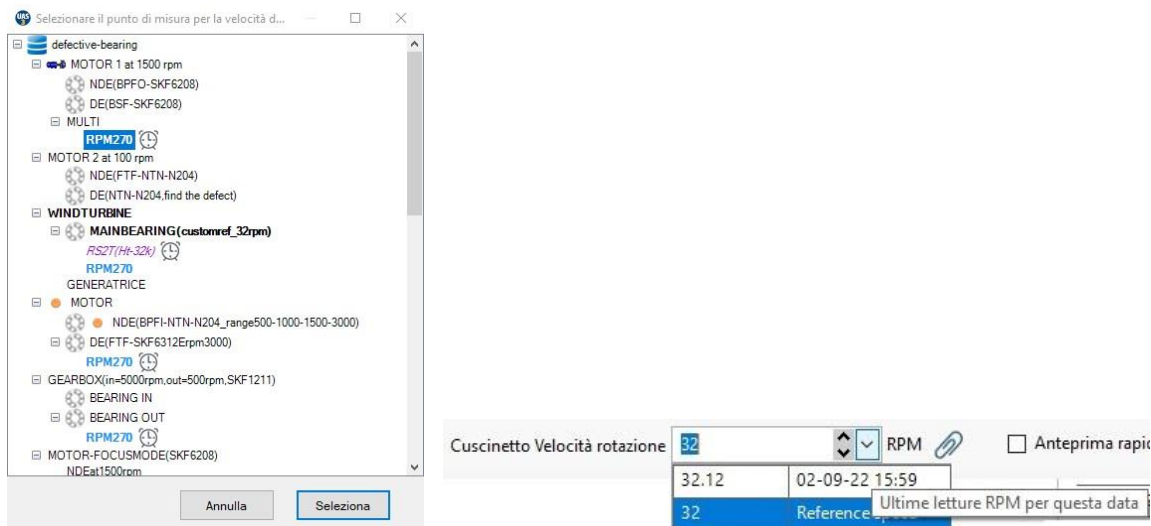 Selezionare il punto di misura per la velocità d...
defective-bearing
MOTOR 1 at 1500 rpm
NDE(BPFO-SKF6208)
DE(BSF-SKF6208)
MULTI
RPM270
MOTOR 2 at 100 rpm
NDE(FTF-NTN-N204)
DE(NTN-N204,find the defect)
WINDTURBINE
MAINBEARING(customref_32rpm)
RS2T(Ht-32k)
RPM270
GENERATRICE
MOTOR
NDE(BPFI-NTN-N204_range500-1000-1500-3000)
DE(FTF-SKF6312Erpm3000)
RPM270
GEARBOX(in=5000rpm,out=500rpm,SKF1211)
BEARING IN
BEARING OUT
RPM270
MOTOR-FOCUSMODE(SKF6208)
NDEat1500rpm
Annulla Seleziona
Cuscinetto Velocità rotazione 32 RPM Anteprima rapid
32.12 02-09-22 15:59
Ultime letture RPM per questa data
32 Reference